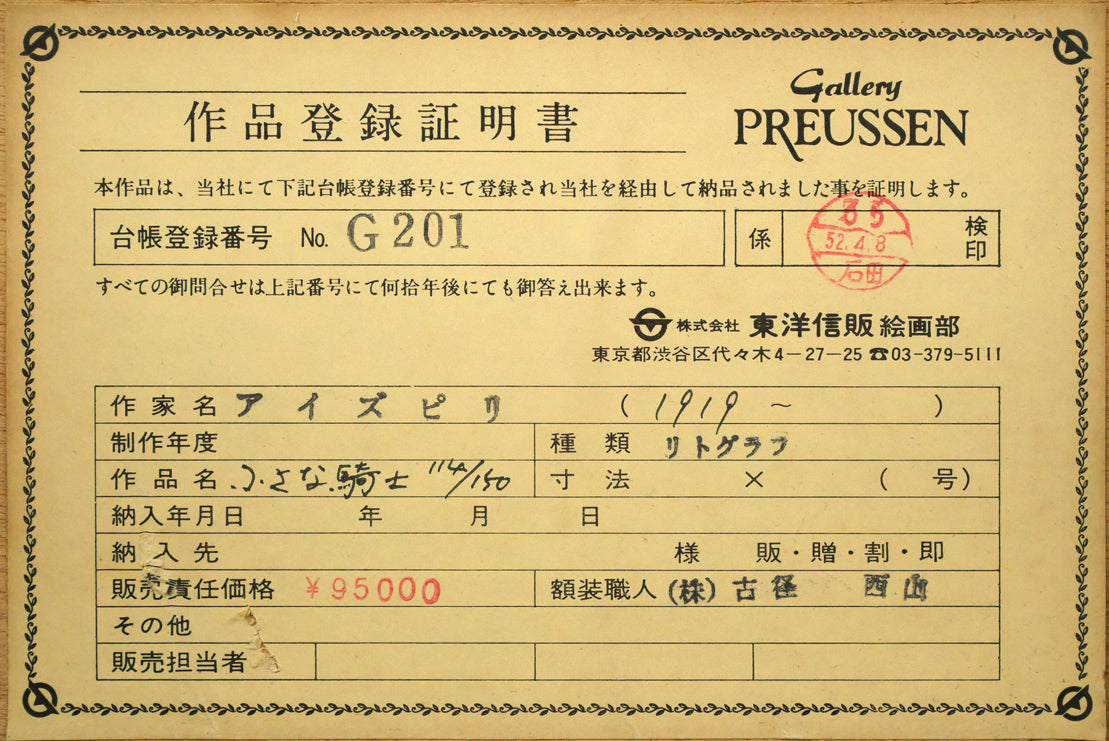 Gallery
PREUSSEN
作品登録証明書
本作品は、当社にて下記台帳登録番号にて登録され当社を経由して納品されました事を証明します。
台帳登録番号 No. G201 係 52.4.8 石田 検印
すべての御問合せは上記番号にて何拾年後にても御答え出来ます。
株式会社 東洋信販 絵画部
東京都渋谷区代々木4-27-25 ☎03-379-5111
作家名 アイズピリ (1919~ )
制作年度 種類 リトグラフ
作品名 小さな騎士 114/150 寸法 × ( 号)
納入年月日 年 月 日
納入先 様 販・贈・割・即
販売責任価格 ¥95000 額装職人 (株)古径 西山
その他
販売担当者